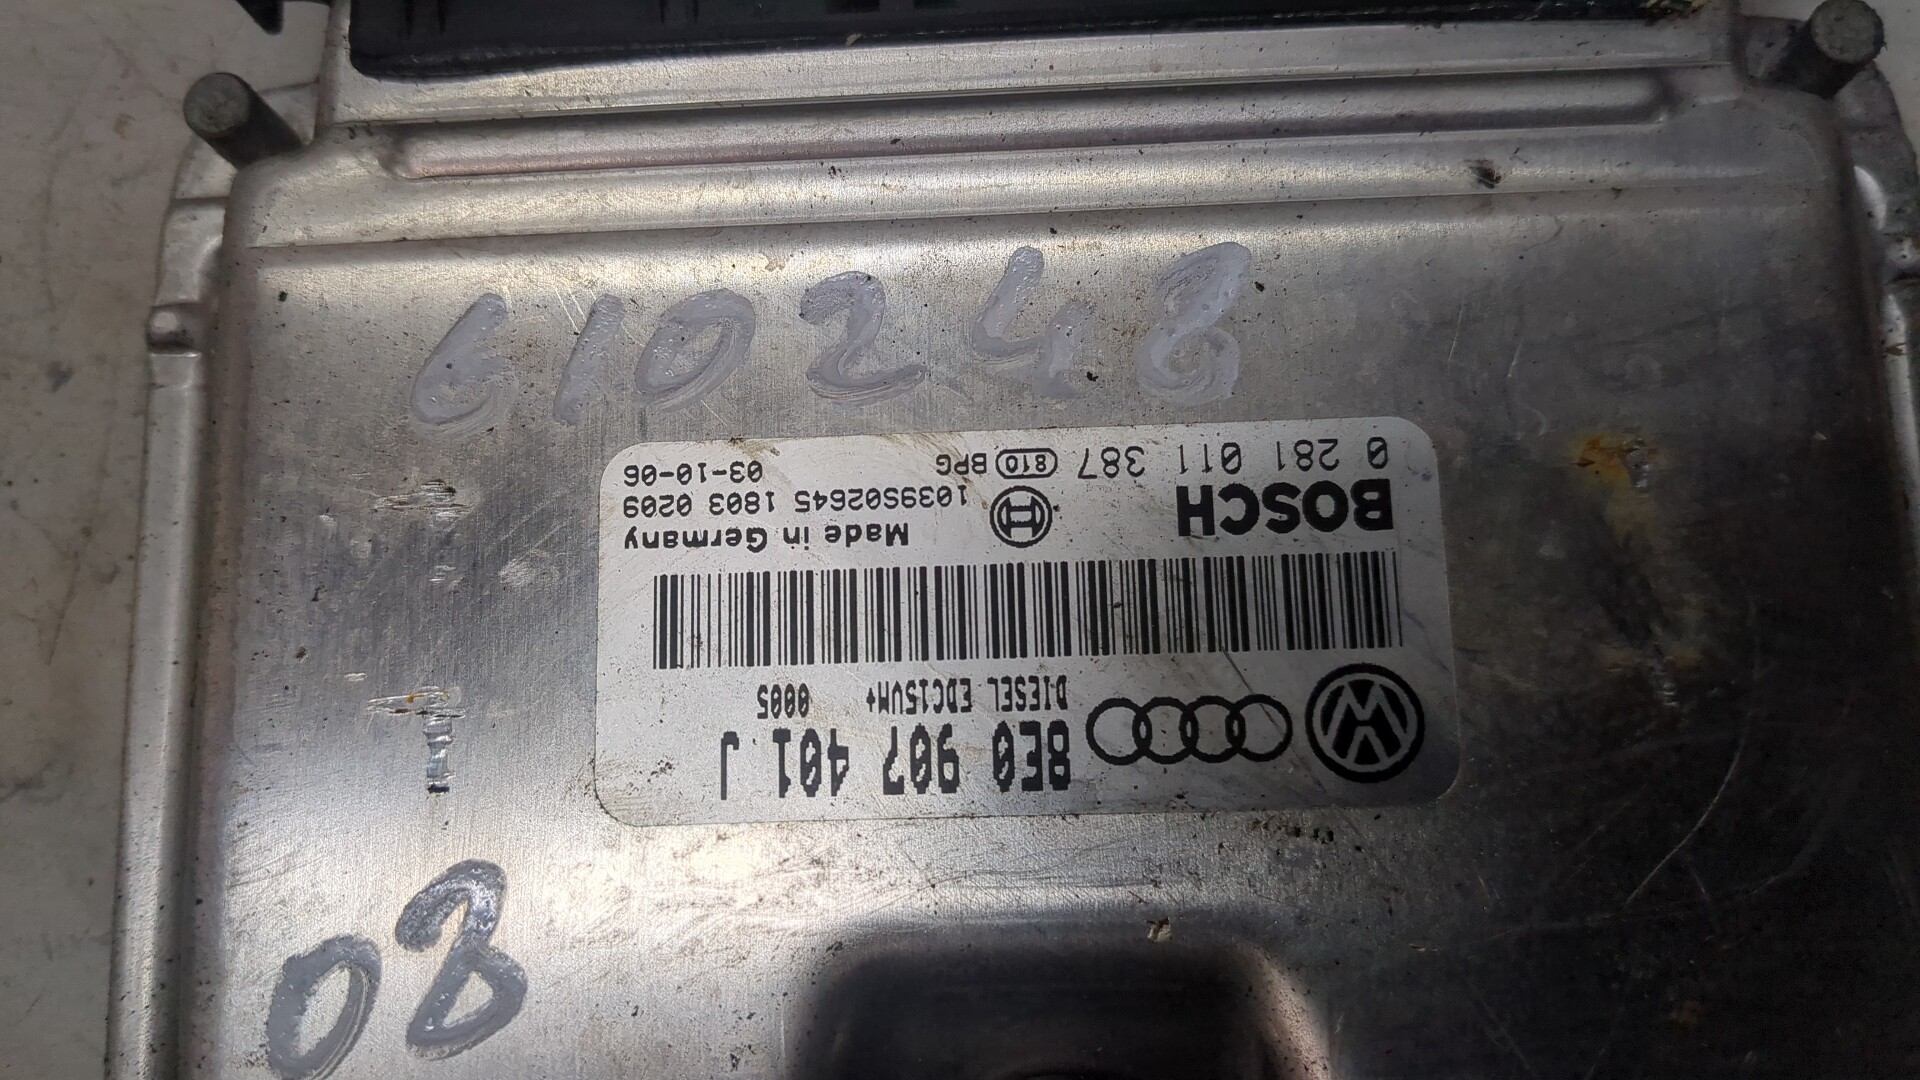 610248
0 281 011 387 810 BPG 03-10-06
BOSCH
1039S02645 1803 0209
Made in Germany
DIESEL EDC15VM+ 0005
8E0 907 401 J
08